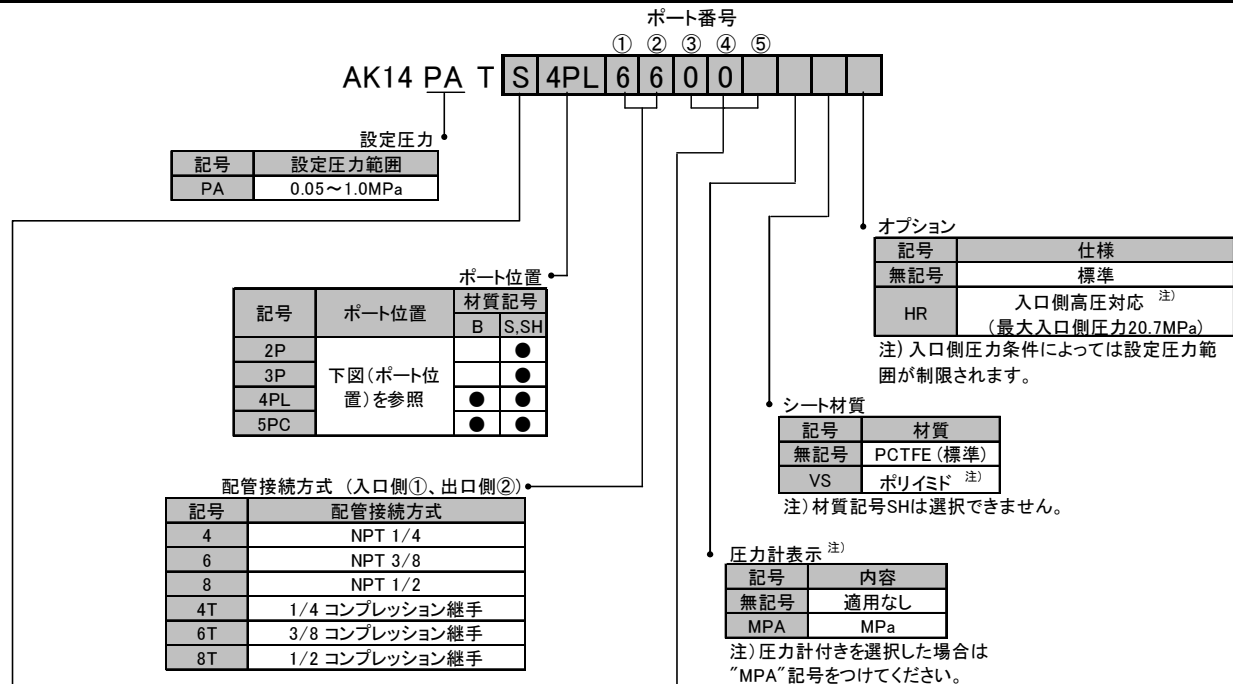 ポート番号
① ② ③ ④ ⑤
AK14 PA T S 4PL 6 6 0 0
設定圧力
記号 設定圧力範囲
PA 0.05～1.0MPa
オプション
記号 仕様
無記号 標準
HR 入口側高圧対応 注)
(最大入口側圧力20.7MPa)
注) 入口側圧力条件によっては設定圧力範
囲が制限されます。
ポート位置
記号 ポート位置 材質記号
B S,SH
2P ●
3P ●
4PL ● ●
5PC ● ●
下図(ポート位
置)を参照
シート材質
記号 材質
無記号 PCTFE (標準)
VS ポリイミド 注)
注) 材質記号SHは選択できません。
配管接続方式 (入口側①、出口側②)
記号 配管接続方式
4 NPT 1/4
6 NPT 3/8
8 NPT 1/2
4T 1/4 コンプレッション継手
6T 3/8 コンプレッション継手
8T 1/2 コンプレッション継手
圧力計表示 注)
記号 内容
無記号 適用なし
MPA MPa
注) 圧力計付きを選択した場合は
"MPA"記号をつけてください。